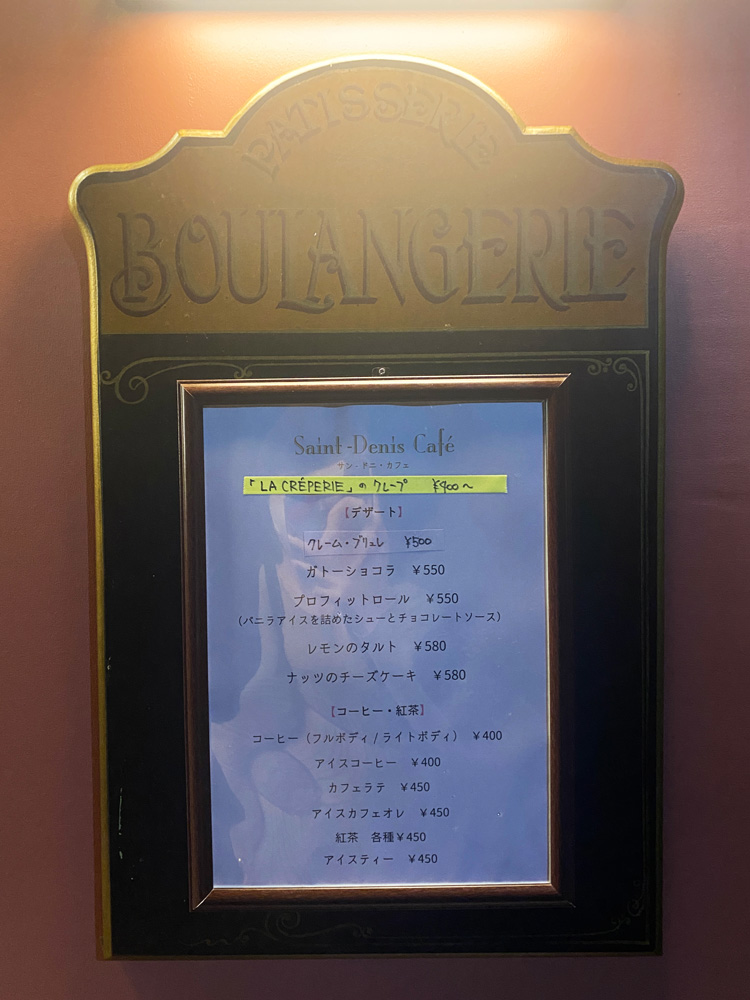 PATISSERIE
BOULANGERIE
Saint-Denis Café
サン・ドニ・カフェ
「LA CRÉPERIE」のクレープ ¥900〜
【デザート】
クレーム・ブリュレ ¥500
ガトーショコラ ¥550
プロフィットロール ¥550
(バニラアイスを詰めたシューとチョコレートソース)
レモンのタルト ¥580
ナッツのチーズケーキ ¥580
【コーヒー・紅茶】
コーヒー(フルボディ/ライトボディ) ¥400
アイスコーヒー ¥400
カフェラテ ¥450
アイスカフェオレ ¥450
紅茶 各種¥450
アイスティー ¥450